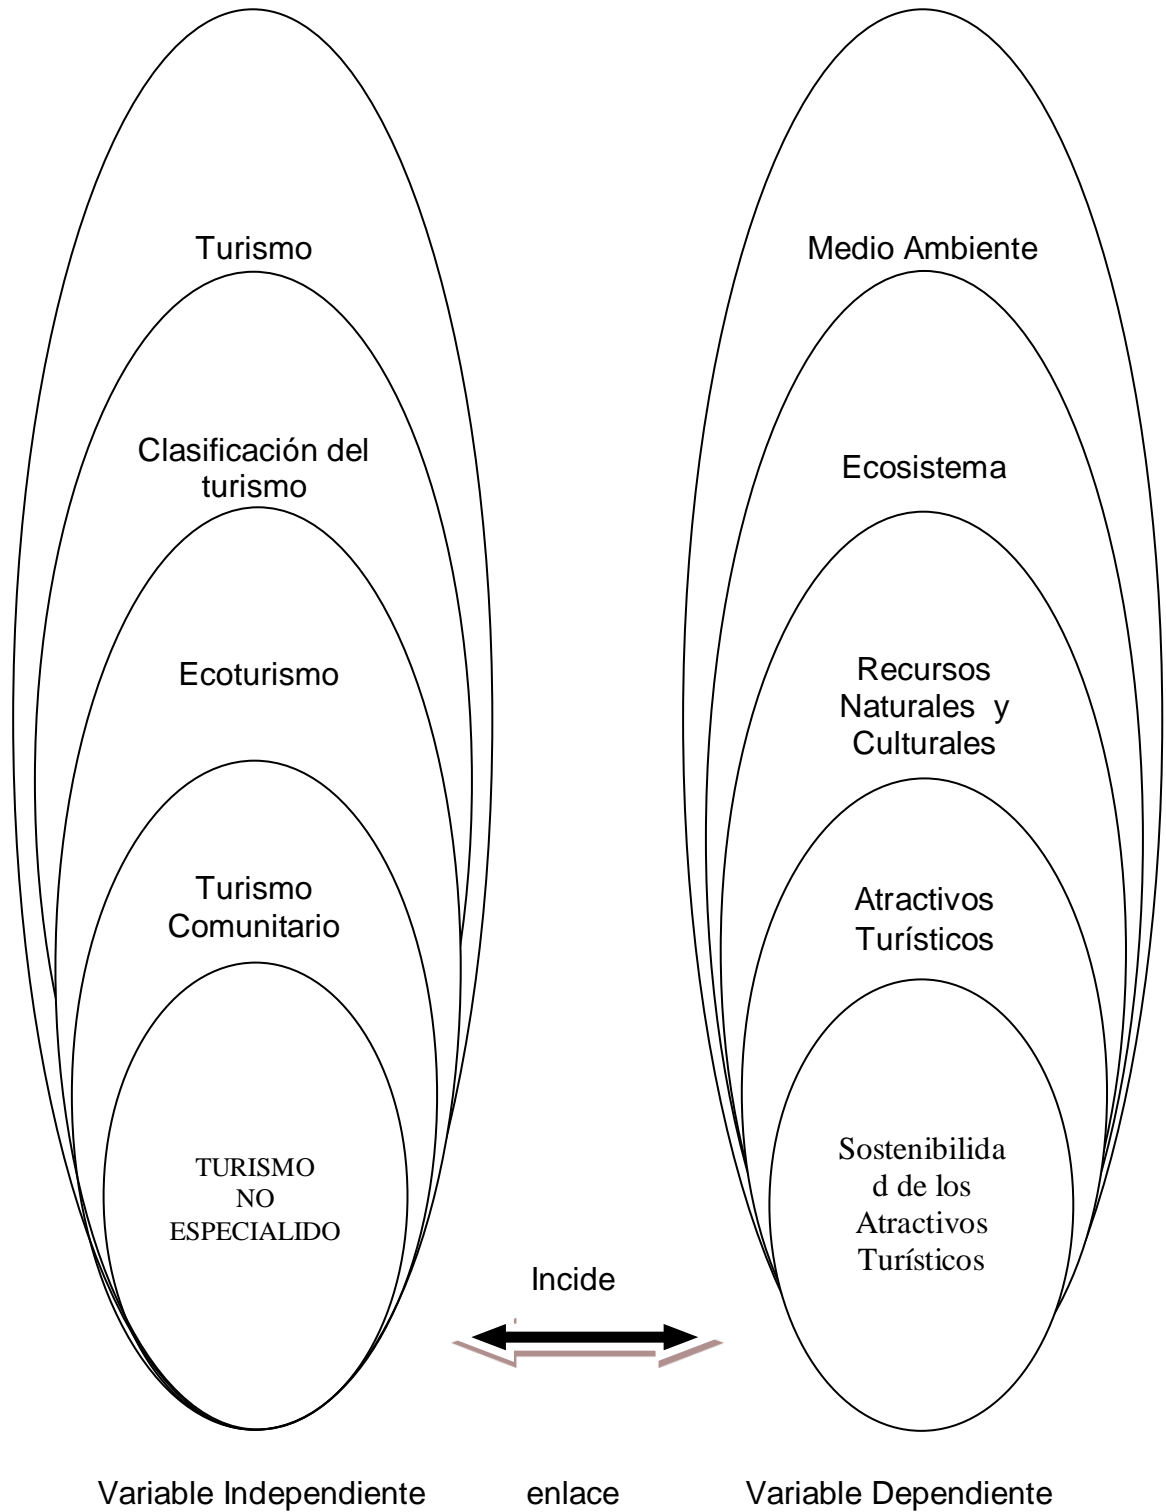 Turismo
Clasificación del
turismo
Ecoturismo
Turismo
Comunitario
TURISMO
NO
ESPECIALIDO
Medio Ambiente
Ecosistema
Recursos
Naturales y
Culturales
Atractivos
Turísticos
Sostenibilida
d de los
Atractivos
Turísticos
Incide
Variable Independiente
enlace
Variable Dependiente